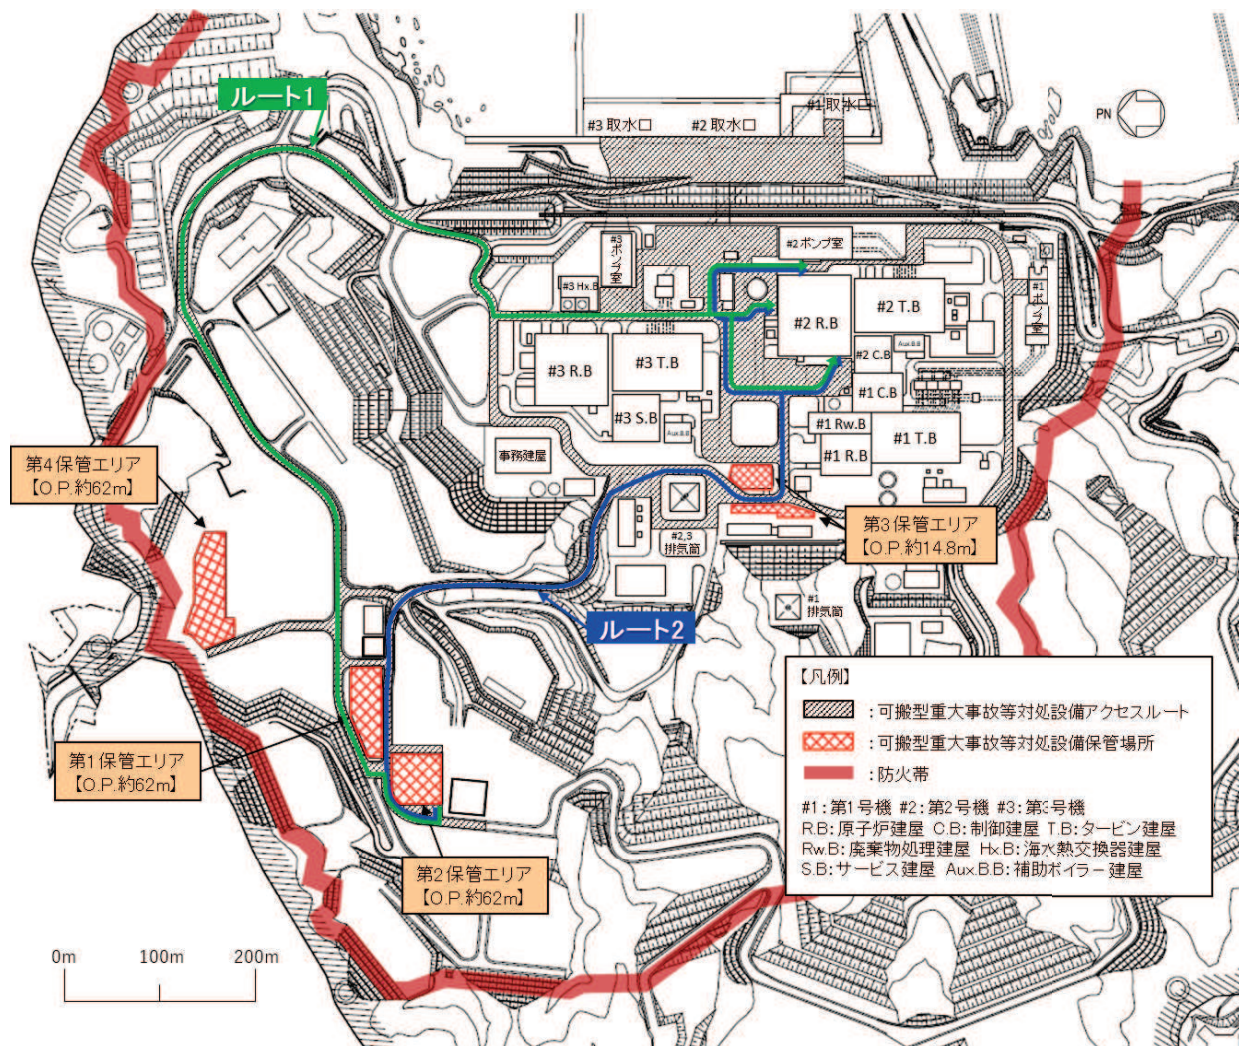 ルート1
#1 取水口
#3 取水口
#2 取水口
PN
#3 ポンプ室
#2 ポンプ室
#1 ポンプ室
#3 Hx.B
#2 R.B
#2 T.B
#3 R.B
#3 T.B
#2 C.B
Aux.B.B
#1 C.B
#3 S.B
Aux.B.B
#1 Rw.B
#1 T.B
#1 R.B
事務建屋
第4保管エリア
【O.P.約62m】
第3保管エリア
【O.P.約14.8m】
#2,3
排気筒
#1
排気筒
ルート2
第1保管エリア
【O.P.約62m】
第2保管エリア
【O.P.約62m】
【凡例】
：可搬型重大事故等対処設備アクセスルート
：可搬型重大事故等対処設備保管場所
：防火帯
#1：第1号機 #2：第2号機 #3：第3号機
R.B：原子炉建屋 C.B：制御建屋 T.B：タービン建屋
Rw.B：廃棄物処理建屋 Hx.B：海水熱交換器建屋
S.B：サービス建屋 Aux.B.B：補助ボイラー建屋
0m 100m 200m